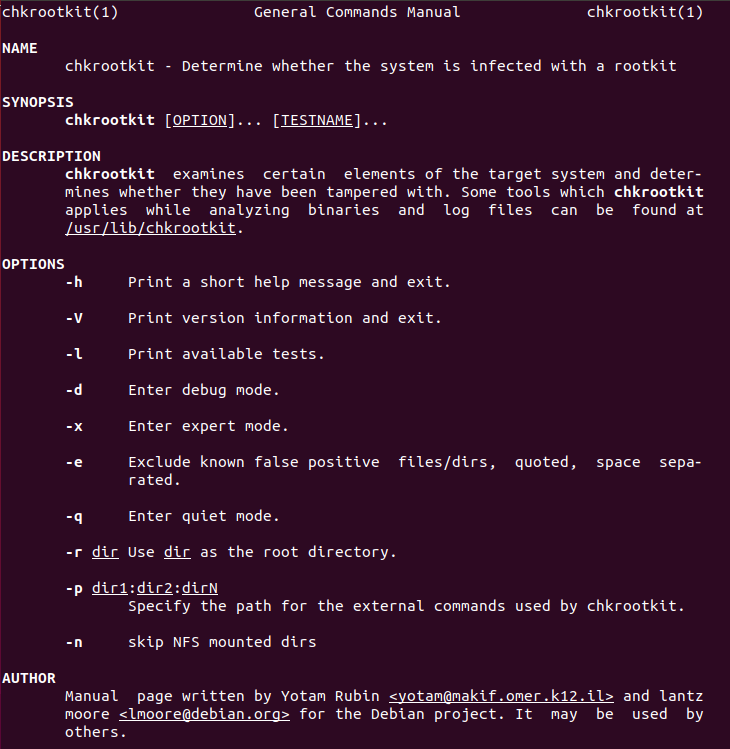 chkrootkit(1) General Commands Manual chkrootkit(1)
NAME
chkrootkit - Determine whether the system is infected with a rootkit
SYNOPSIS
chkrootkit [OPTION]... [TESTNAME]...
DESCRIPTION
chkrootkit examines certain elements of the target system and deter-
mines whether they have been tampered with. Some tools which chkrootkit
applies while analyzing binaries and log files can be found at
/usr/lib/chkrootkit.
OPTIONS
-h Print a short help message and exit.
-V Print version information and exit.
-l Print available tests.
-d Enter debug mode.
-x Enter expert mode.
-e Exclude known false positive files/dirs, quoted, space sepa-
rated.
-q Enter quiet mode.
-r dir Use dir as the root directory.
-p dir1:dir2:dirN
Specify the path for the external commands used by chkrootkit.
-n skip NFS mounted dirs
AUTHOR
Manual page written by Yotam Rubin <yotam@makif.omer.k12.il> and lantz
moore <lmoore@debian.org> for the Debian project. It may be used by
others.